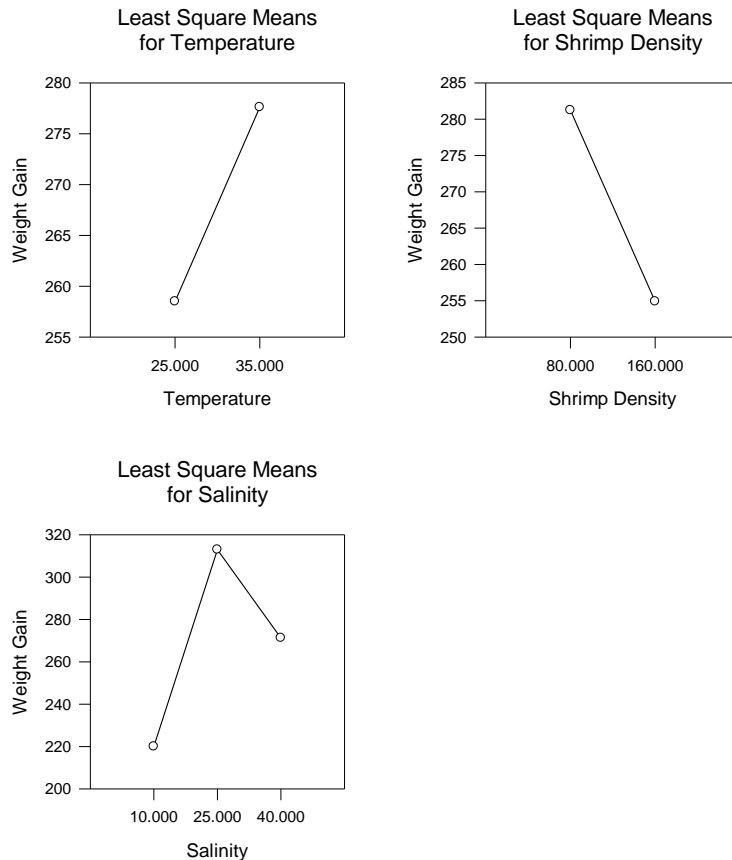 Least Square Means
for Temperature
280
275
270
265
260
255
Weight Gain
25.000 35.000
Temperature
Least Square Means
for Shrimp Density
285
280
275
270
265
260
255
250
Weight Gain
80.000 160.000
Shrimp Density
Least Square Means
for Salinity
320
300
280
260
240
220
200
Weight Gain
10.000 25.000 40.000
Salinity